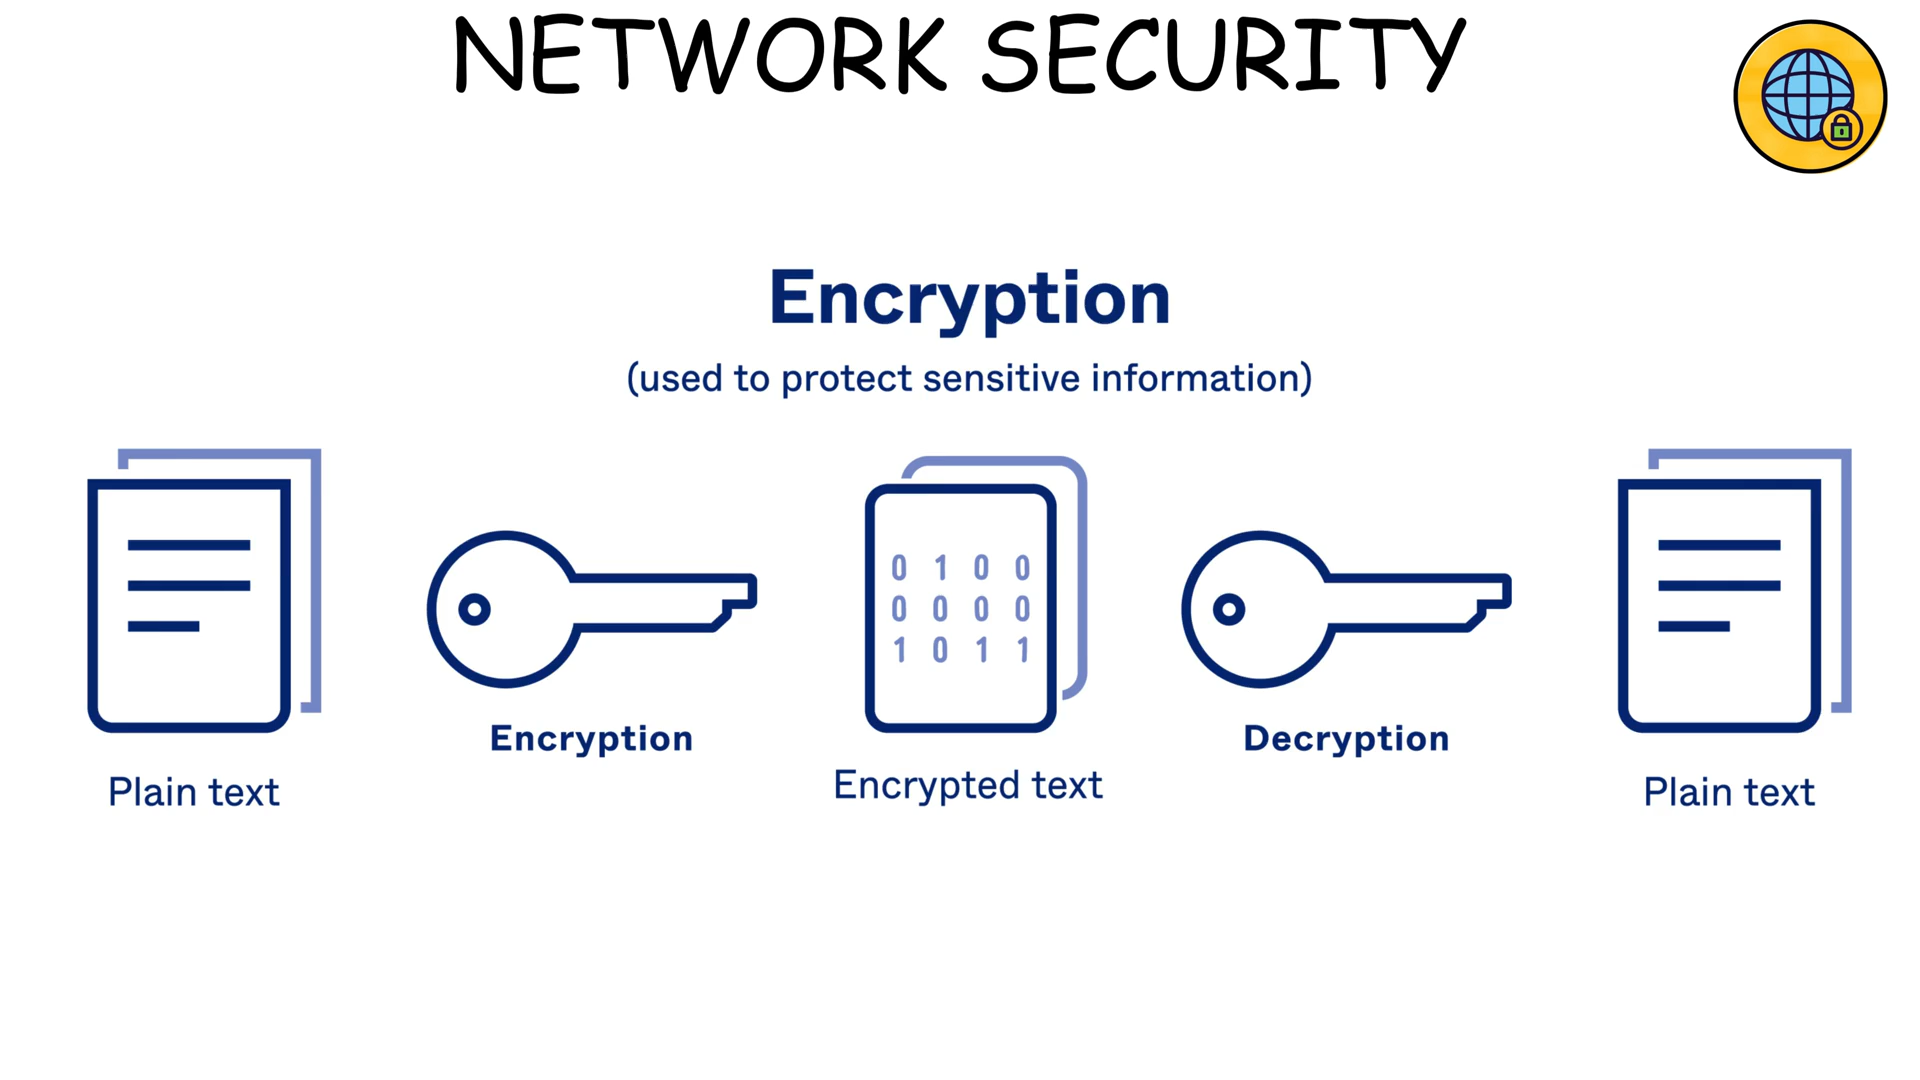 NETWORK SECURITY
Encryption
(used to protect sensitive information)
0 1 0 0
0 0 0 0
1 0 1 1
Encryption
Decryption
Plain text
Encrypted text
Plain text